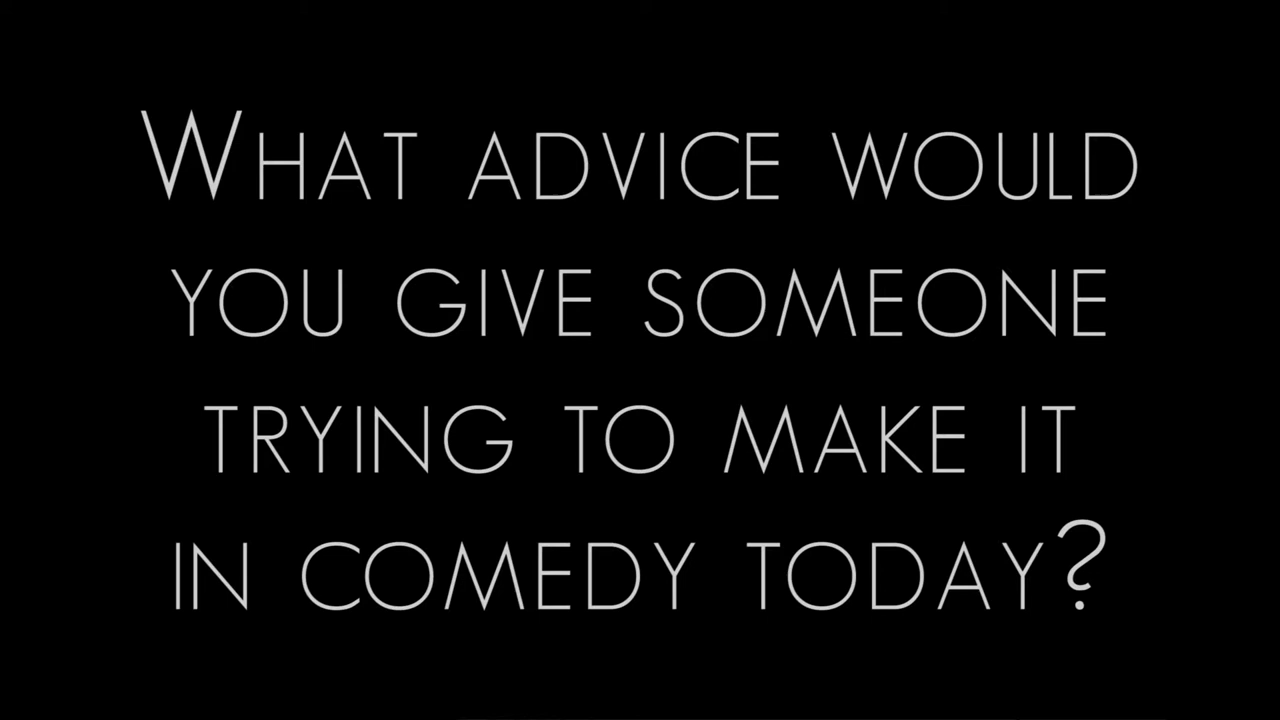 What advice would
you give someone
trying to make it
in comedy today?